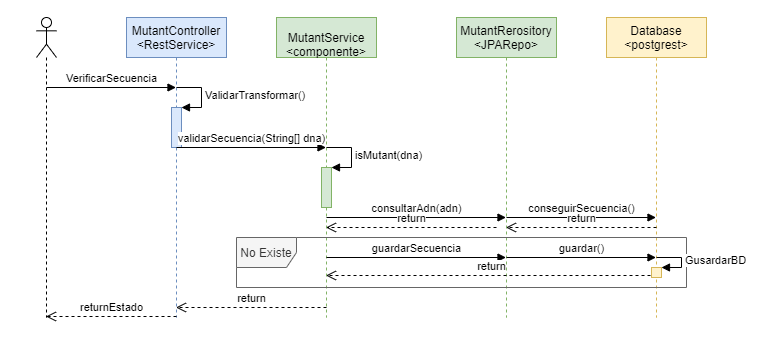 MutantController
<RestService>
MutantService
<componente>
MutantRerository
<JPARepo>
Database
<postgrest>
VerificarSecuencia
ValidarTransformar()
validarSecuencia(String[] dna)
isMutant(dna)
consultarAdn(adn)
conseguirSecuencia()
return
return
No Existe
guardarSecuencia
guardar()
GusardarBD
return
return
returnEstado